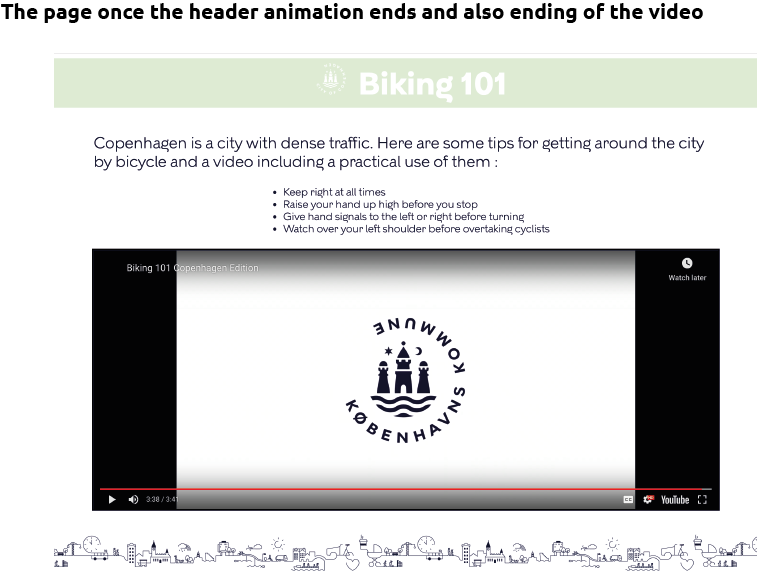 The page once the header animation ends and also ending of the video
Biking 101
Copenhagen is a city with dense traffic. Here are some tips for getting around the city
by bicycle and a video including a practical use of them :
• Keep right at all times
• Raise your hand up high before you stop
• Give hand signals to the left or right before turning
• Watch over your left shoulder before overtaking cyclists
Biking 101 Copenhagen Edition
Watch later
KØBENHAVNS KOMMUNE
3:38 / 3:41
CC
YouTube